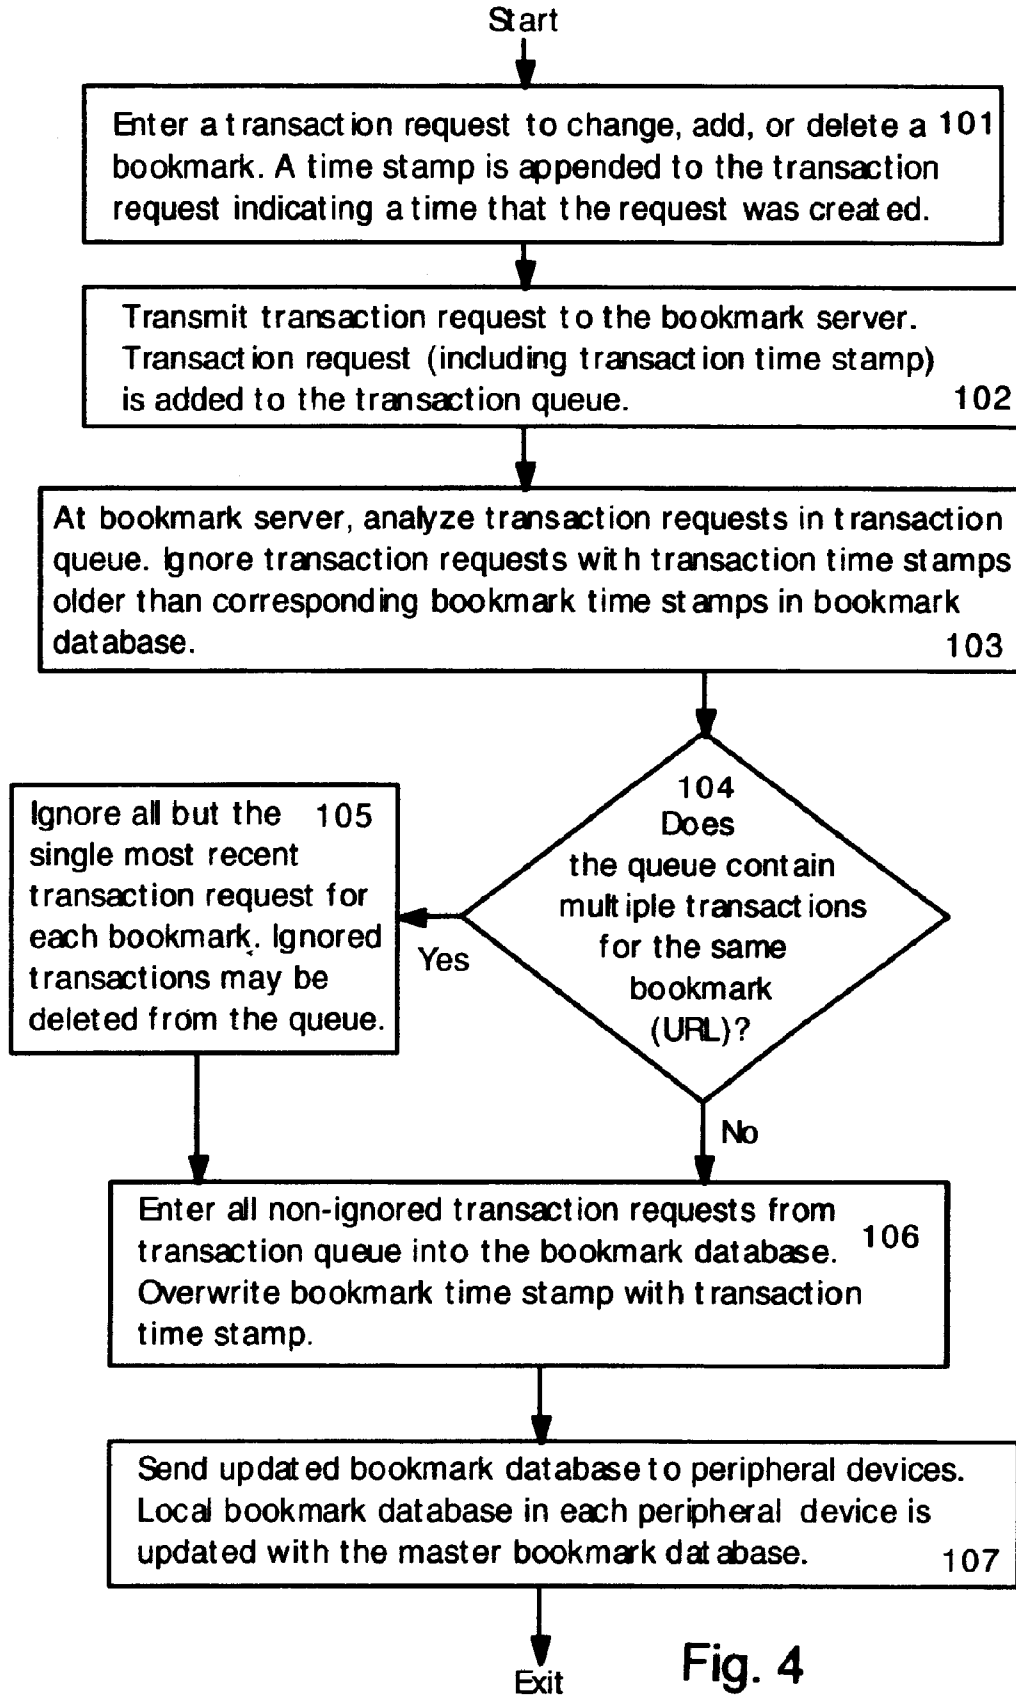 Start
Enter a transaction request to change, add, or delete a 101
bookmark. A time stamp is appended to the transaction
request indicating a time that the request was created.
Transmit transaction request to the bookmark server.
Transaction request (including transaction time stamp)
is added to the transaction queue. 102
At bookmark server, analyze transaction requests in transaction
queue. Ignore transaction requests with transaction time stamps
older than corresponding bookmark time stamps in bookmark
database. 103
104
Does
the queue contain
multiple transactions
for the same
bookmark
(URL)?
Yes
Ignore all but the 105
single most recent
transaction request for
each bookmark. Ignored
transactions may be
deleted from the queue.
No
Enter all non-ignored transaction requests from
transaction queue into the bookmark database. 106
Overwrite bookmark time stamp with transaction
time stamp.
Send updated bookmark database to peripheral devices.
Local bookmark database in each peripheral device is
updated with the master bookmark database. 107
Exit
Fig. 4